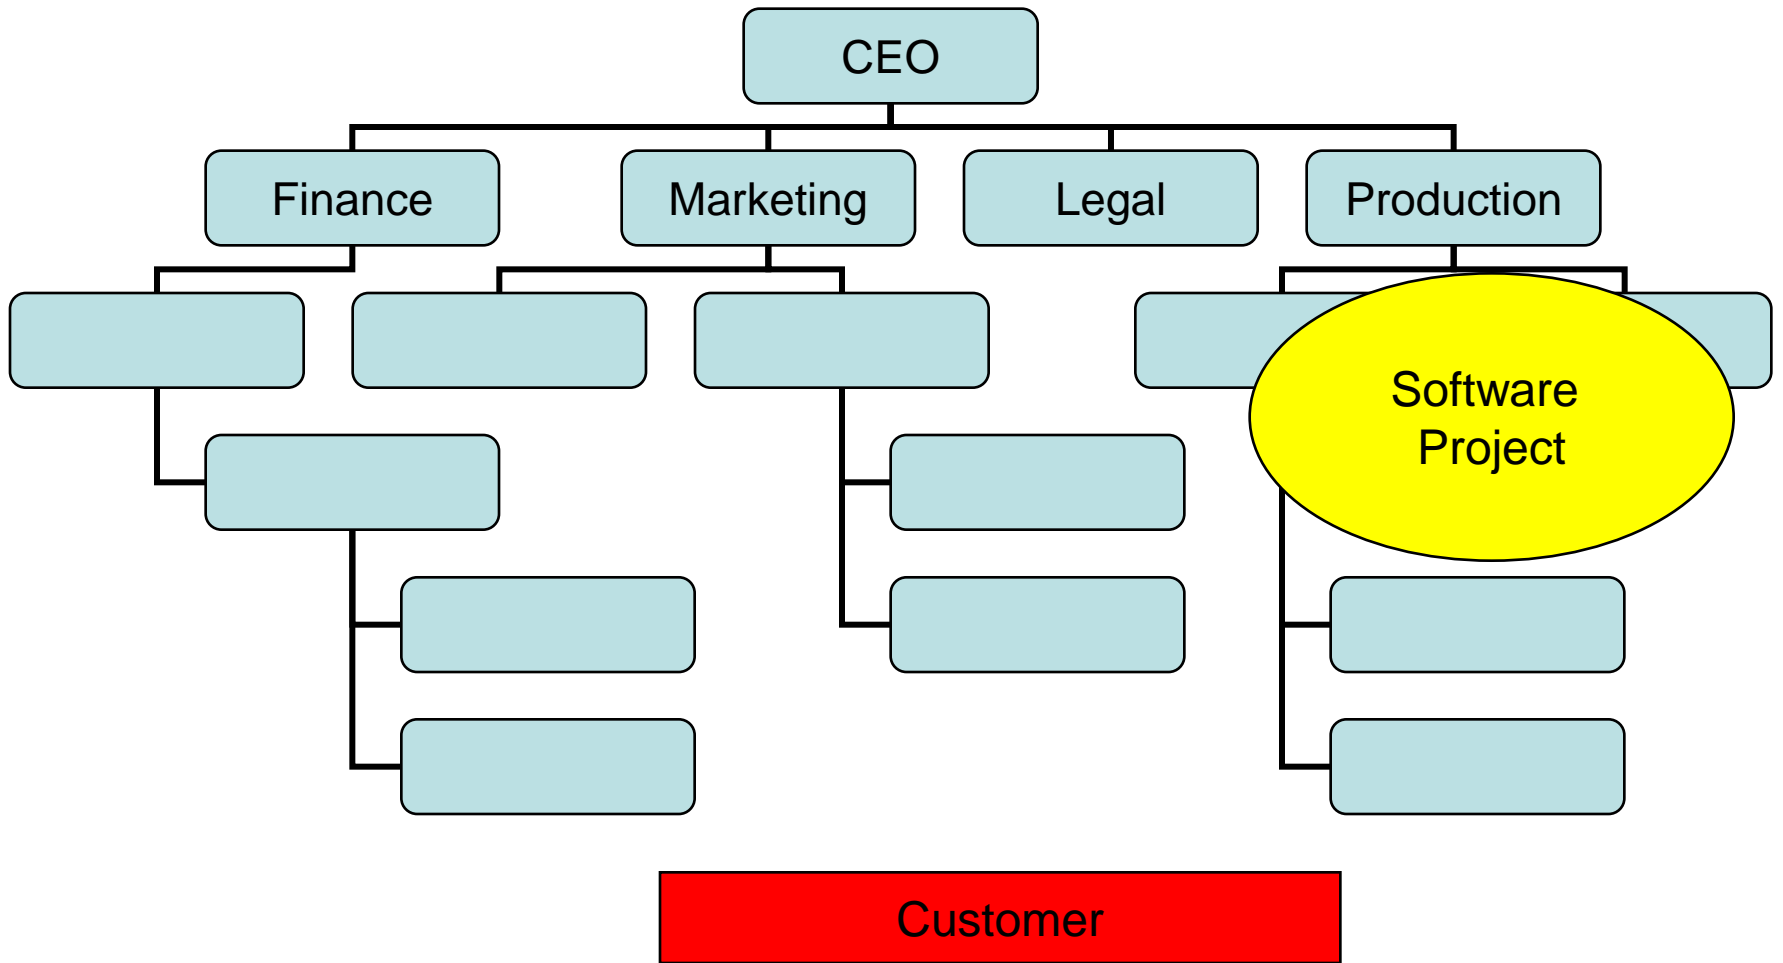 CEO
Finance
Marketing
Legal
Production
Software
Project
Customer